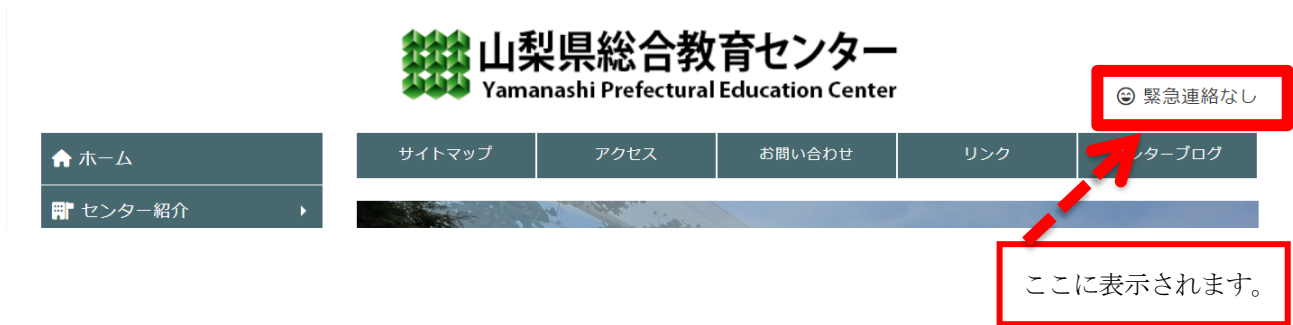 山梨県総合教育センター
Yamanashi Prefectural Education Center
緊急連絡なし
ホーム
サイトマップ
アクセス
お問い合わせ
リンク
ンターブログ
センター紹介
ここに表示されます。